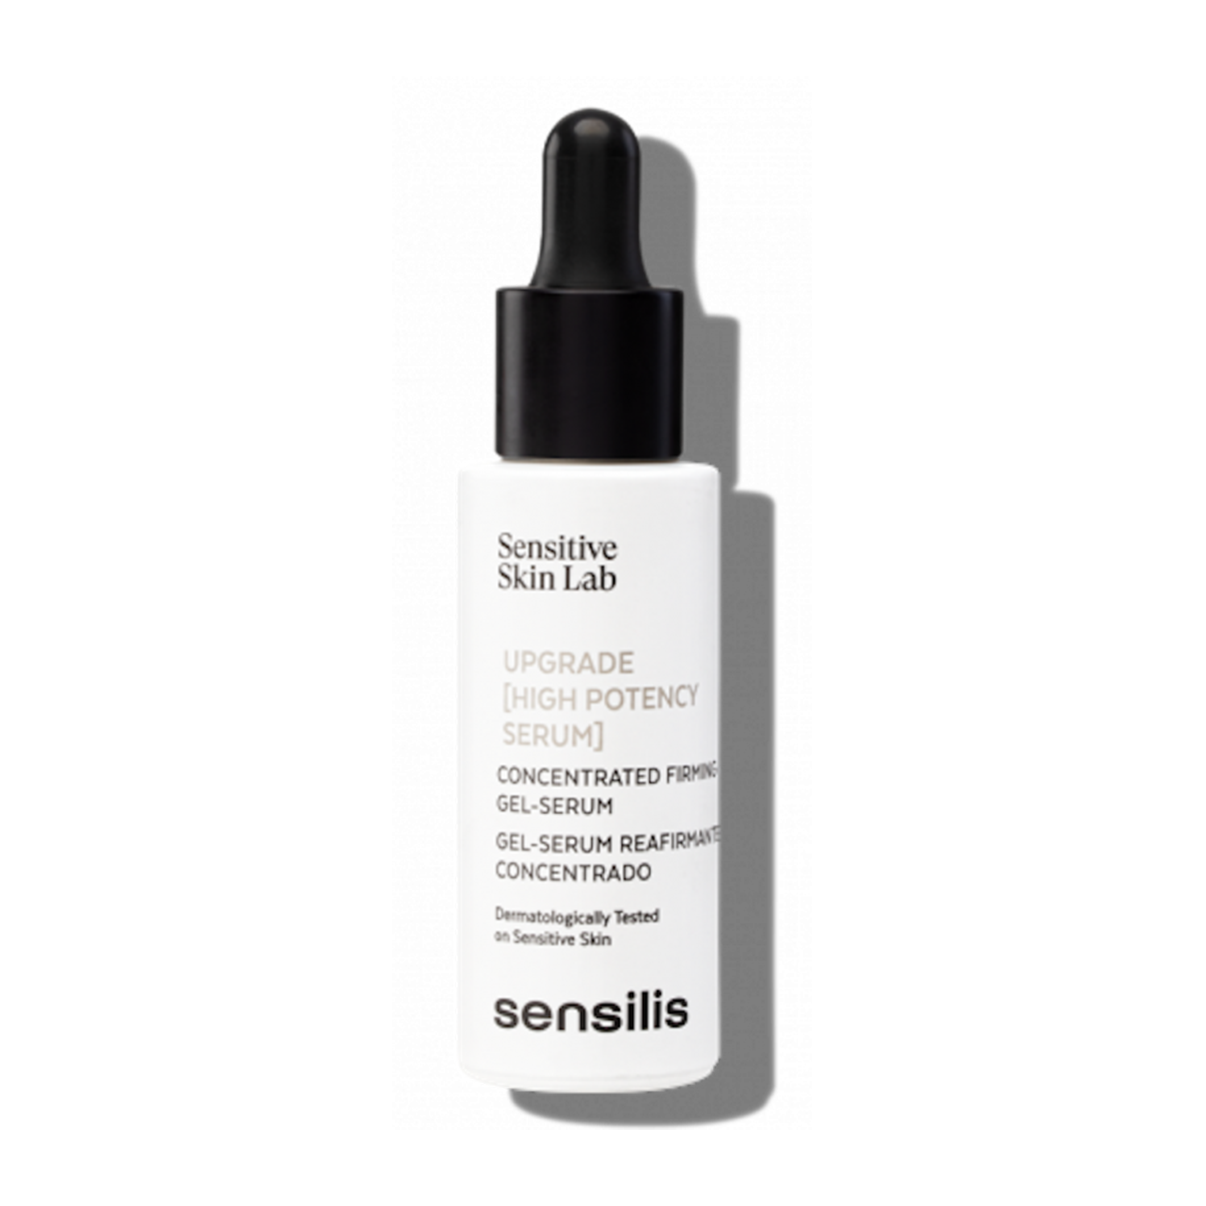 Sensitive
Skin Lab
UPGRADE
[HIGH POTENCY
SERUM]
CONCENTRATED FIRMING
GEL-SERUM
GEL-SERUM REAFIRMANTE
CONCENTRADO
Dermatologically Tested
on Sensitive Skin
sensilis